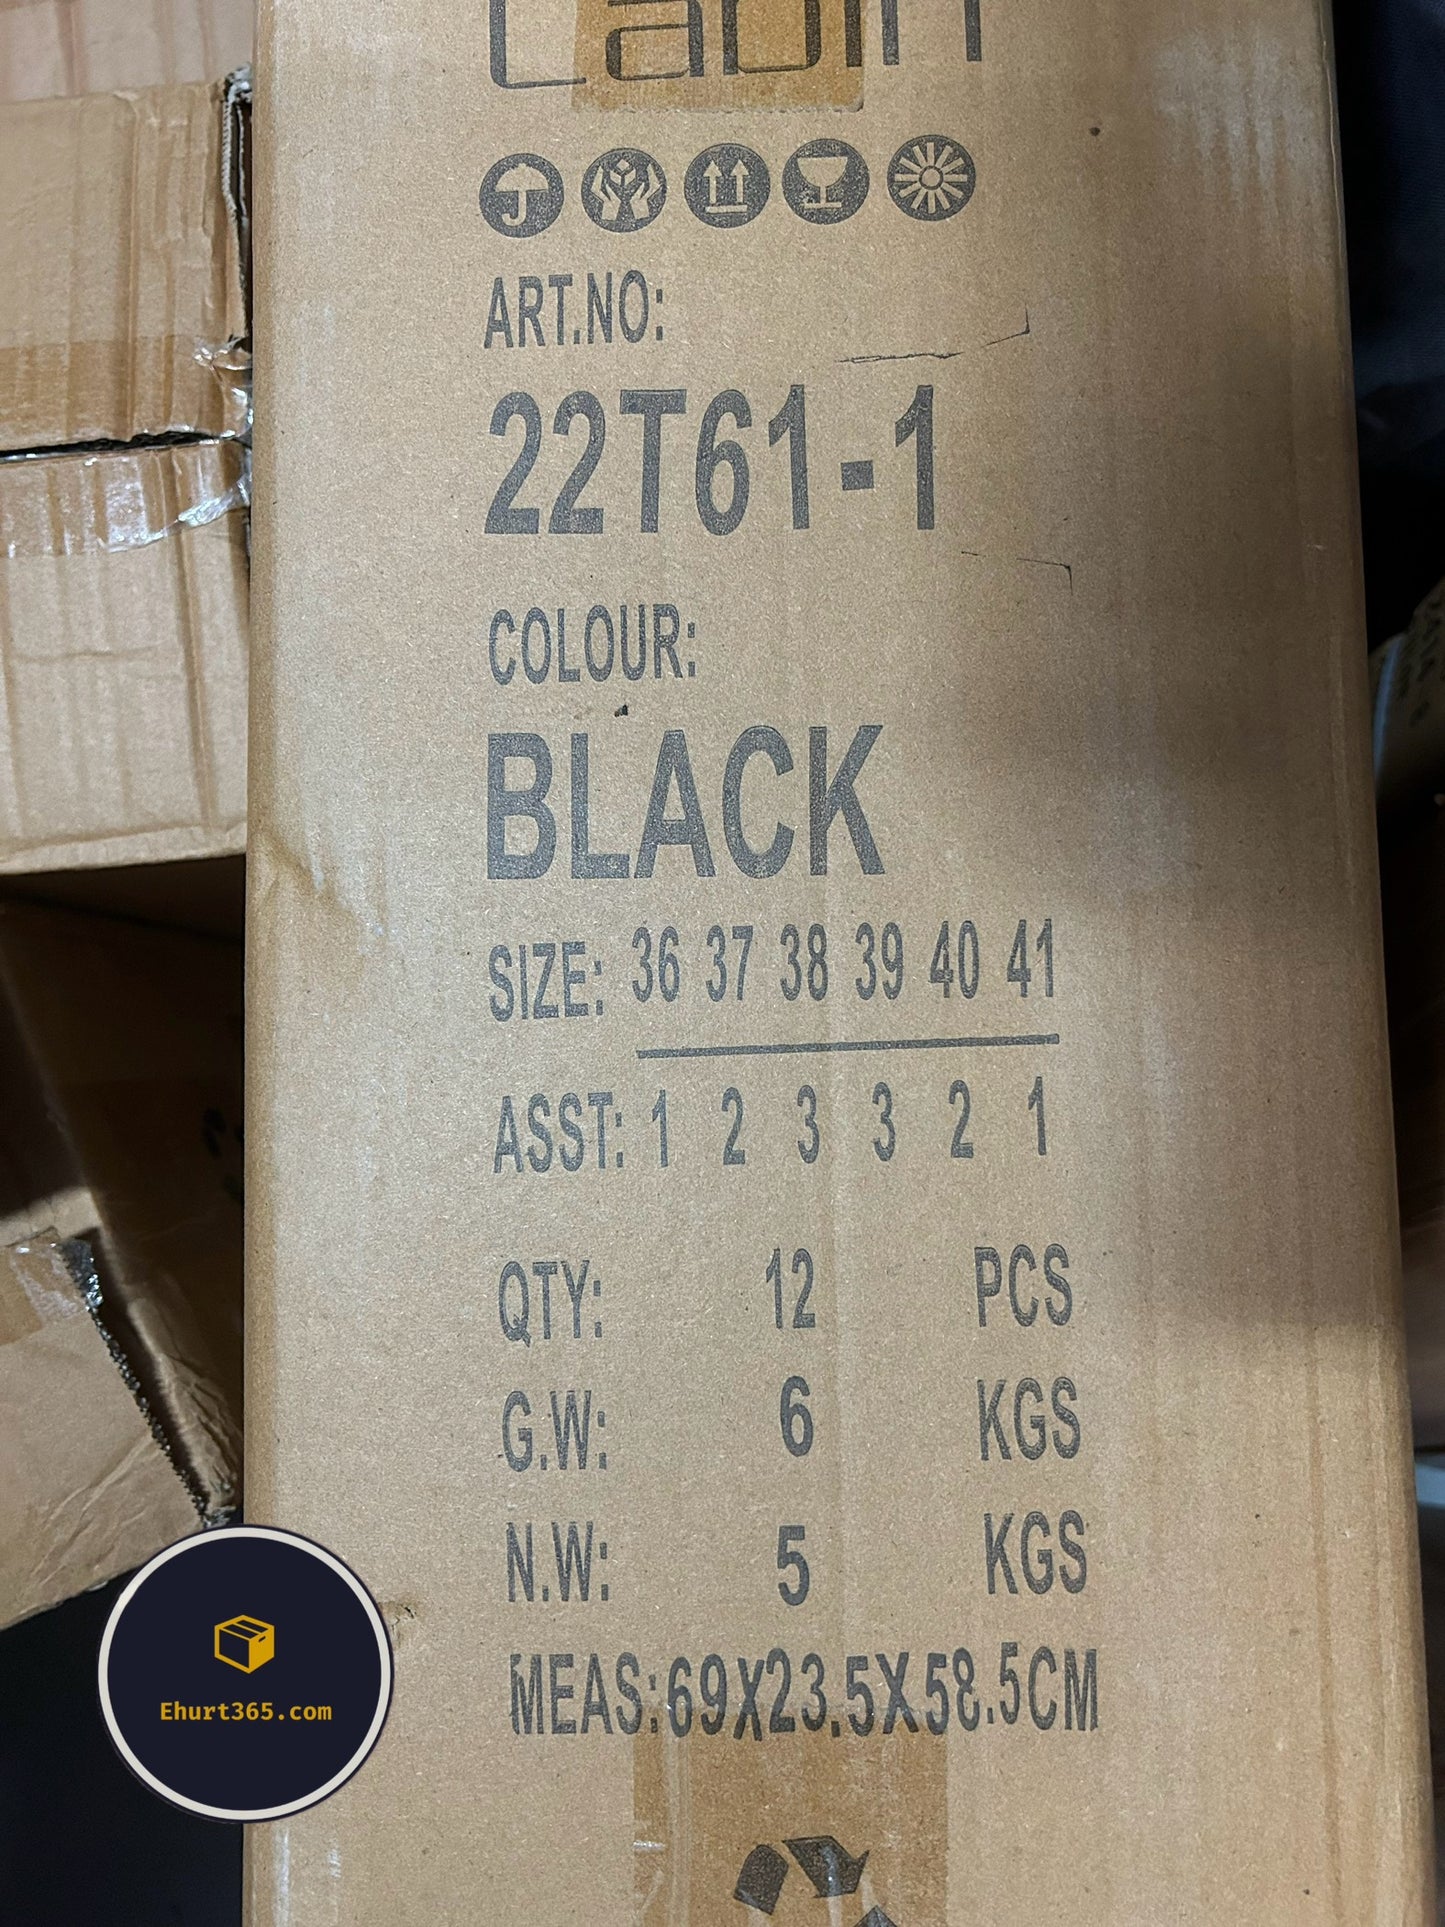 ART.NO:
22T61-1
COLOUR:
BLACK
SIZE: 36 37 38 39 40 41
ASST: 1 2 3 3 2 1
QTY: 12 PCS
G.W: 6 KGS
N.W: 5 KGS
MEAS:69X23.5X58.5CM
Ehurt365.com